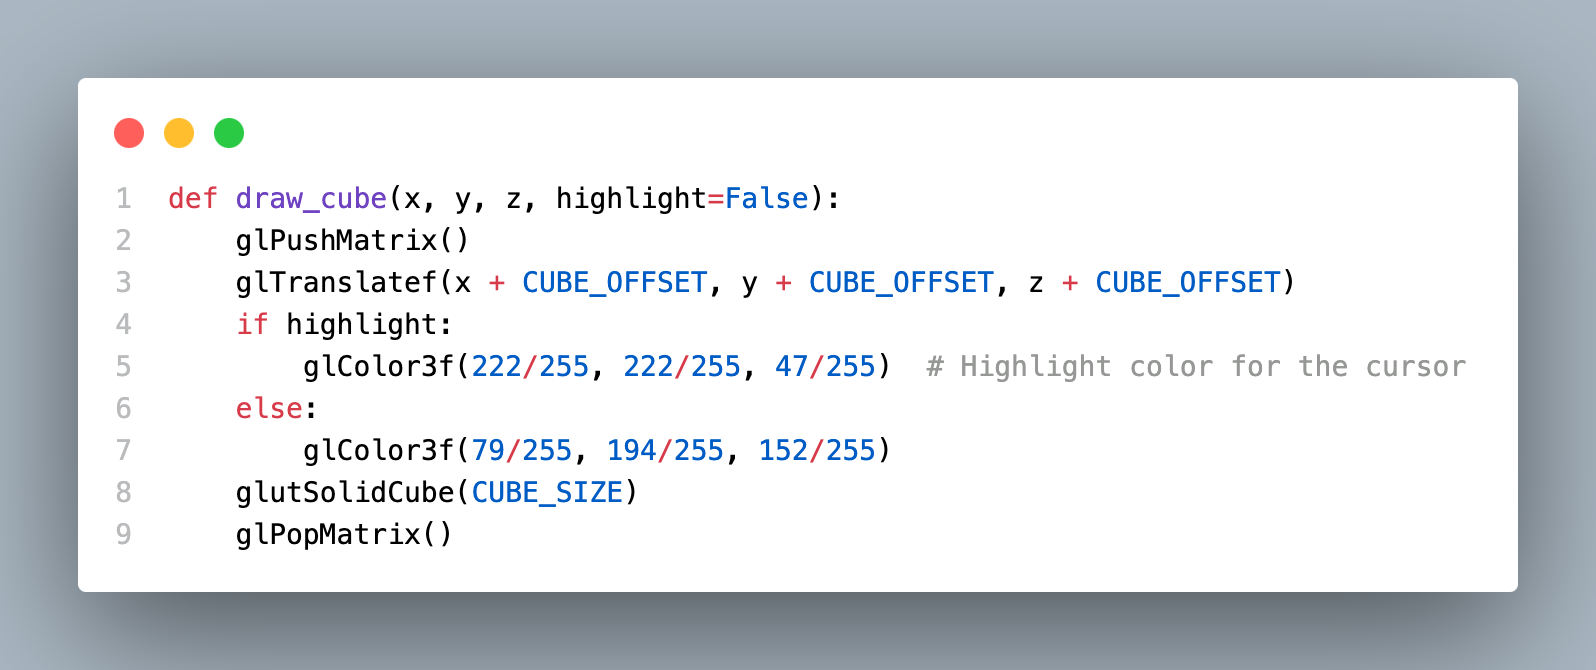 1 def draw_cube(x, y, z, highlight=False):
2     glPushMatrix()
3     glTranslatef(x + CUBE_OFFSET, y + CUBE_OFFSET, z + CUBE_OFFSET)
4     if highlight:
5         glColor3f(222/255, 222/255, 47/255)  # Highlight color for the cursor
6     else:
7         glColor3f(79/255, 194/255, 152/255)
8     glutSolidCube(CUBE_SIZE)
9     glPopMatrix()